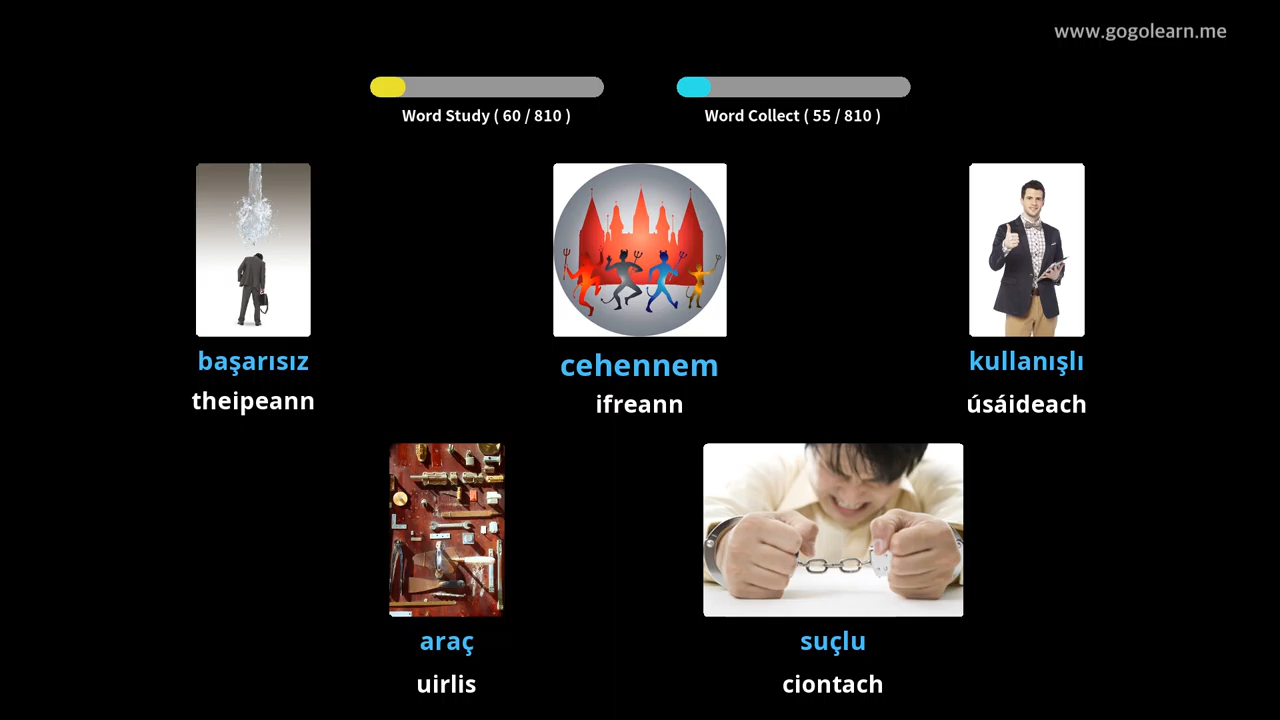 www.gogolearn.me
Word Study ( 60 / 810 )
Word Collect ( 55 / 810 )
başarısız
theipeann
cehennem
ifreann
kullanışlı
úsáideach
araç
uirlis
suçlu
ciontach